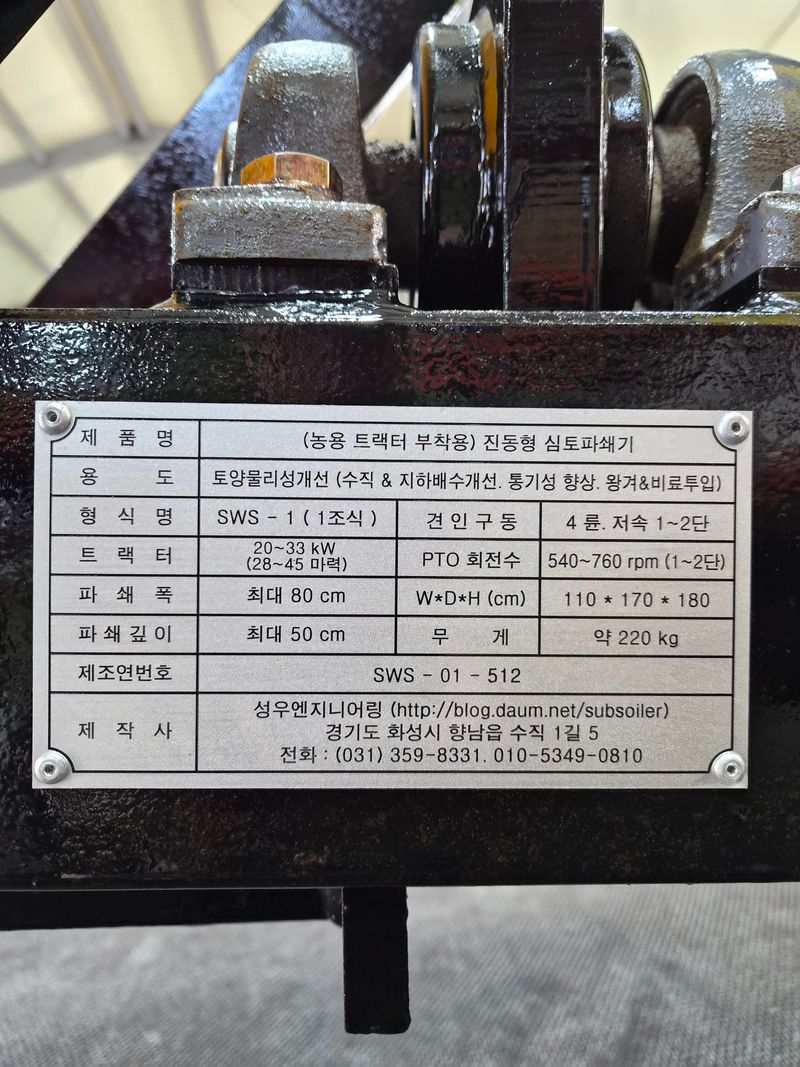 제 품 명 (농용 트랙터 부착용) 진동형 심토파쇄기
용 도 토양물리성개선 (수직 & 지하배수개선. 통기성 향상. 왕겨&비료투입)
형 식 명 SWS - 1 ( 1조식 ) 견 인 구 동 4 륜. 저속 1~2단
트 랙 터 20~33 kW (28~45 마력) PTO 회전수 540~760 rpm (1~2단)
파 쇄 폭 최대 80 cm W*D*H (cm) 110 * 170 * 180
파 쇄 깊 이 최대 50 cm 무 게 약 220 kg
제조연번호 SWS - 01 - 512
제 작 사 성우엔지니어링 (http://blog.daum.net/subsoiler)
경기도 화성시 향남읍 수직 1길 5
전화 : (031) 359-8331. 010-5349-0810